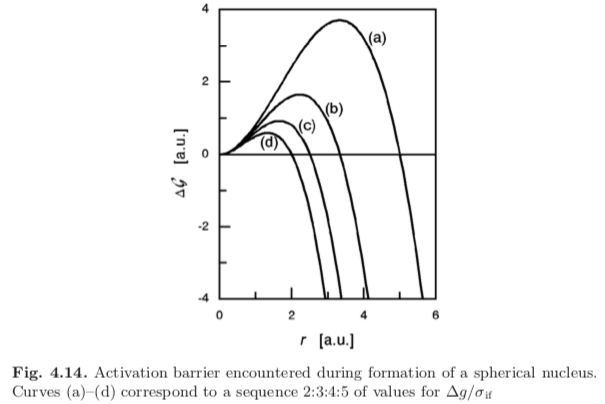 4
(a)
2
(b)
(c)
(d)
0
Δ𝒢 [a.u.]
-2
-4
0 2 4 6
r [a.u.]
Fig. 4.14. Activation barrier encountered during formation of a spherical nucleus.
Curves (a)–(d) correspond to a sequence 2:3:4:5 of values for Δg/σif